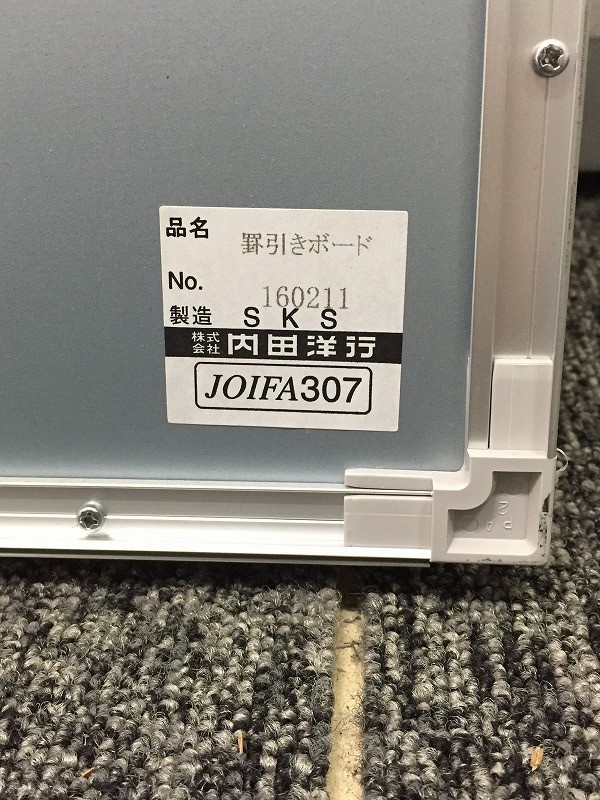 品名 罫引きボード
No. 160211
製造 S K S
株式会社 内田洋行
JOIFA307